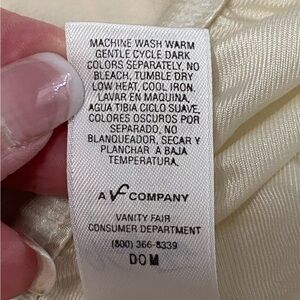 MACHINE WASH WARM
GENTLE CYCLE DARK
COLORS SEPARATELY, NO
BLEACH, TUMBLE DRY
LOW HEAT, COOL IRON.
LAVAR EN MAQUINA,
AGUA TIBIA CICLO SUAVE.
COLORES OSCUROS POR
SEPARADO, NO
BLANQUEADOR, SECAR Y
PLANCHAR A BAJA
TEMPERATURA.
A VF COMPANY
VANITY FAIR
CONSUMER DEPARTMENT
(800) 366-8339
DOM